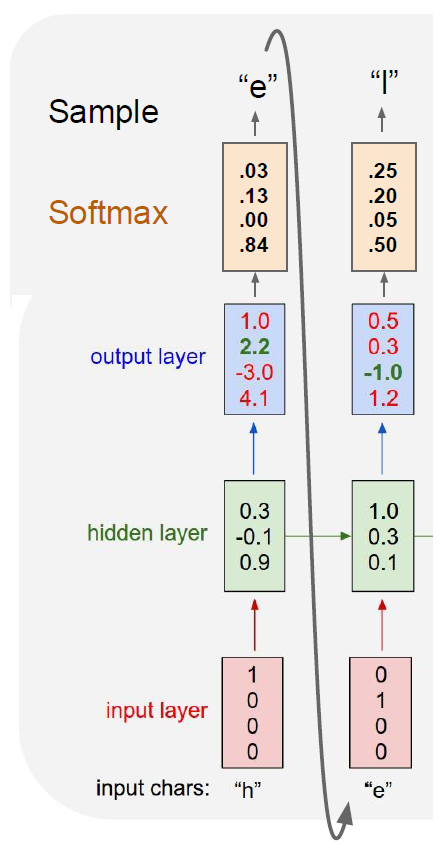 “e” “l”
Sample
Softmax
.03 .25
.13 .20
.00 .05
.84 .50
output layer
1.0 0.5
2.2 0.3
-3.0 -1.0
4.1 1.2
hidden layer
0.3 1.0
-0.1 0.3
0.9 0.1
input layer
1 0
0 1
0 0
0 0
input chars: “h” “e”